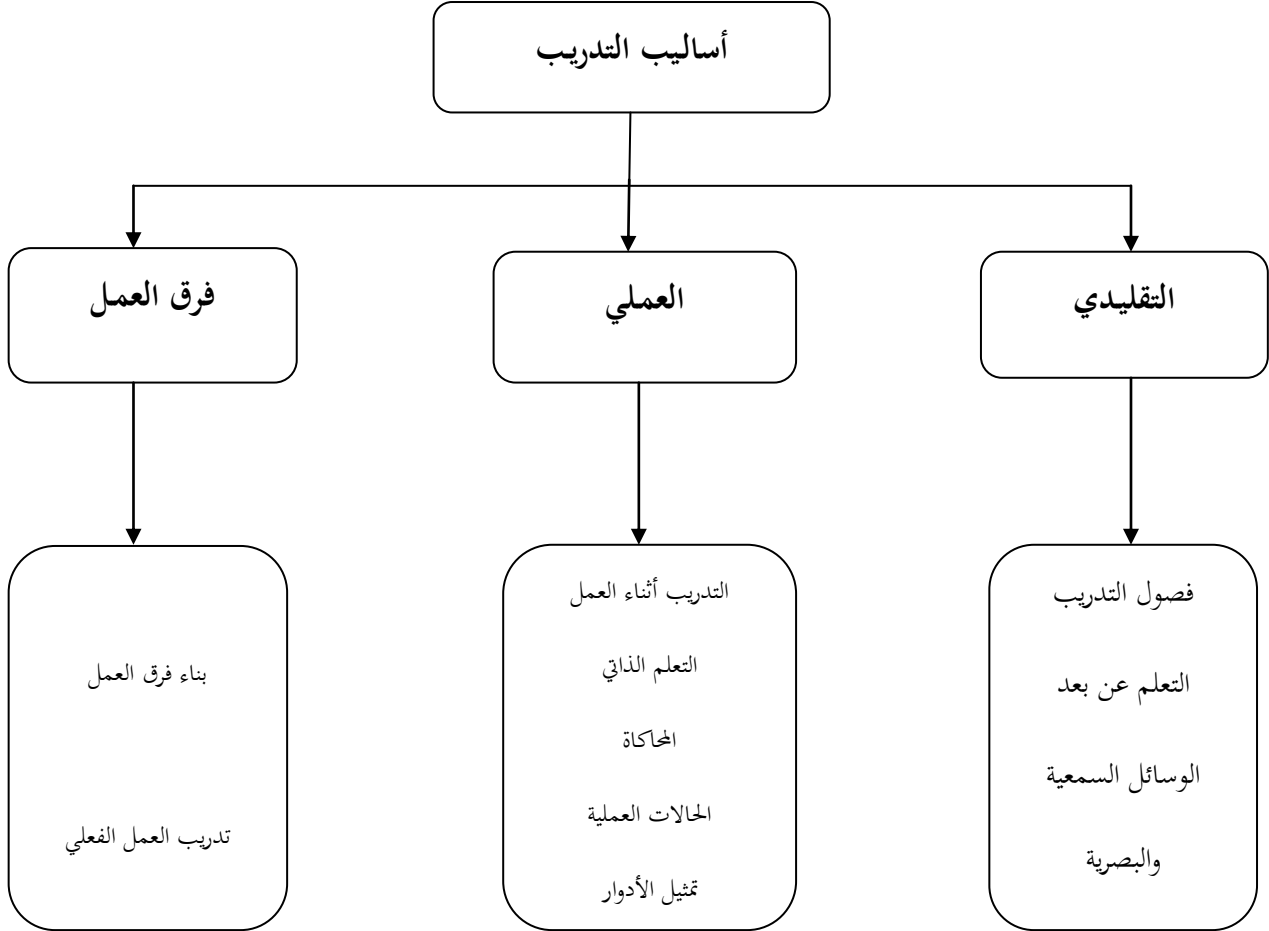 أساليب التدريب
التقليدي
العملي
فرق العمل
فصول التدريب
التعلم عن بعد
الوسائل السمعية
والبصرية
التدريب أثناء العمل
التعلم الذاتي
المحاكاة
الحالات العملية
تمثيل الأدوار
بناء فرق العمل
تدريب العمل الفعلي